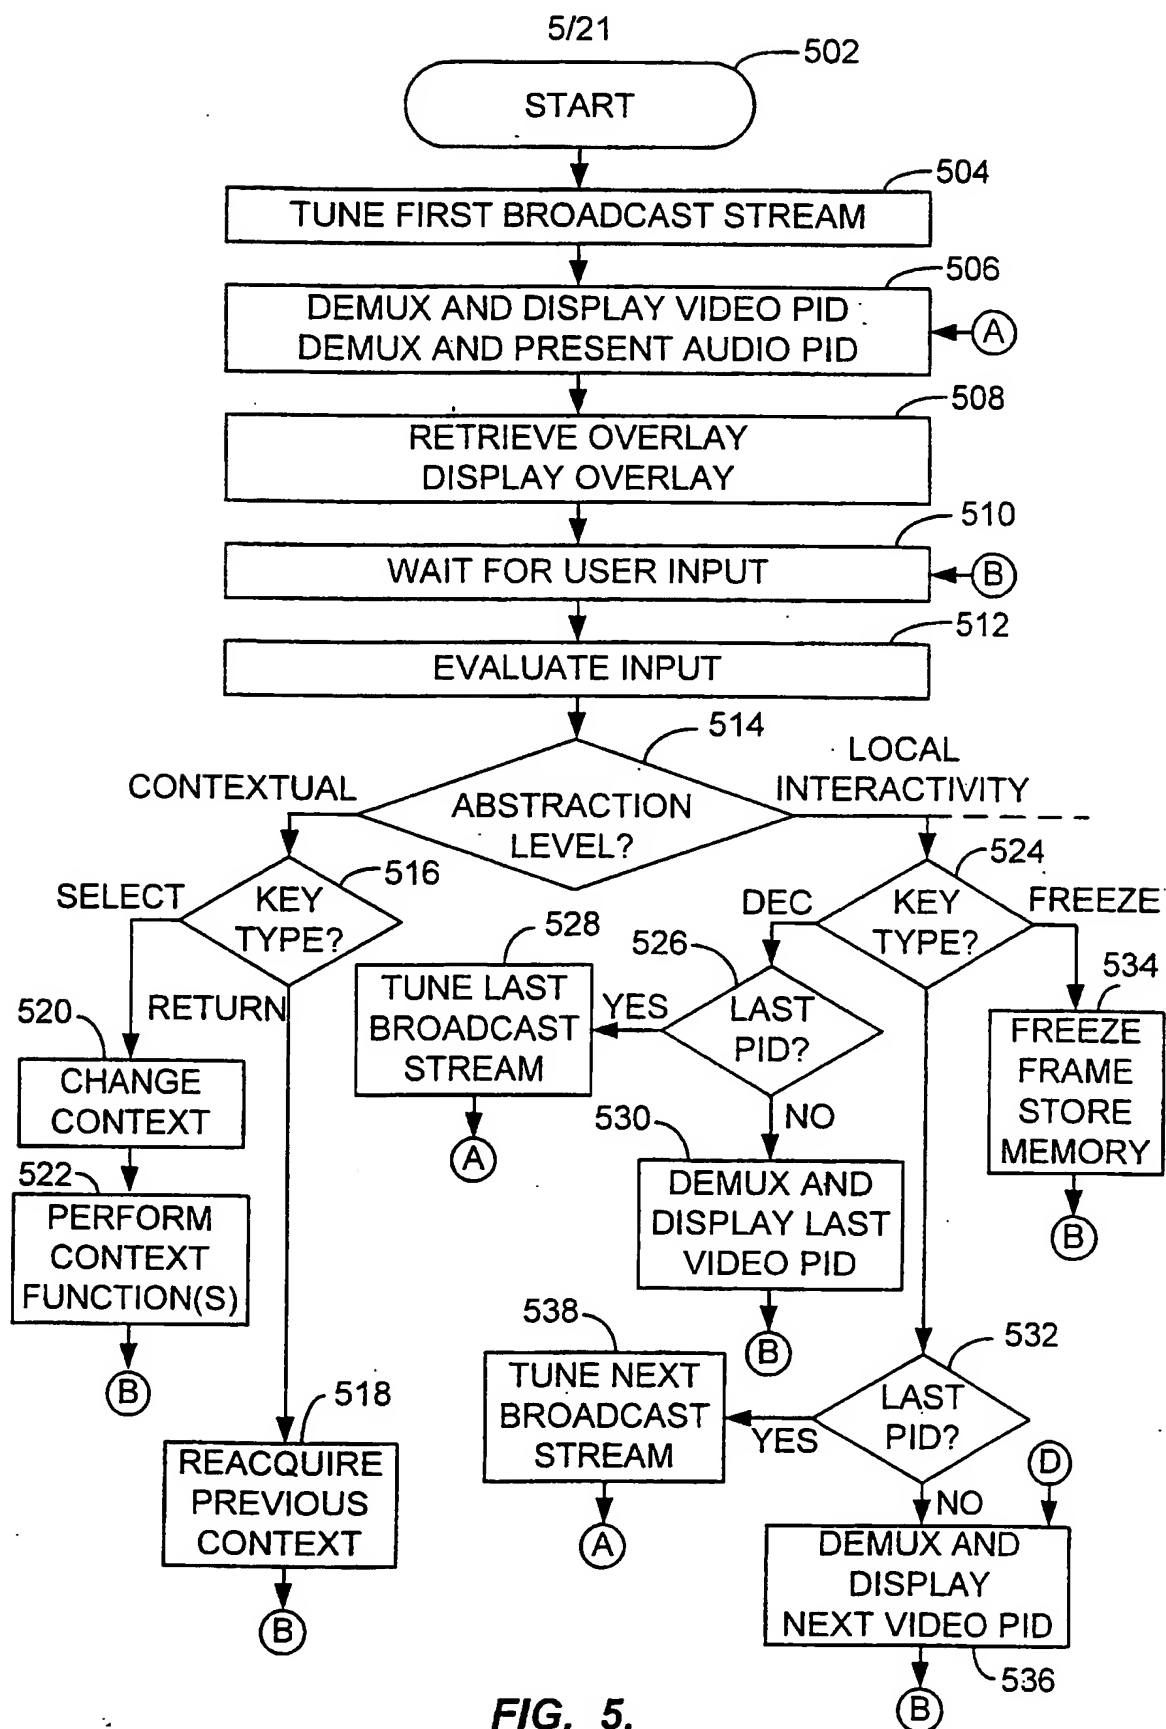 5/21
502
START
504
TUNE FIRST BROADCAST STREAM
506
DEMUX AND DISPLAY VIDEO PID
DEMUX AND PRESENT AUDIO PID
A
508
RETRIEVE OVERLAY
DISPLAY OVERLAY
510
WAIT FOR USER INPUT
B
512
EVALUATE INPUT
514
ABSTRACTION
LEVEL?
CONTEXTUAL
LOCAL
INTERACTIVITY
516
KEY
TYPE?
SELECT
RETURN
520
CHANGE
CONTEXT
522
PERFORM
CONTEXT
FUNCTION(S)
B
518
REACQUIRE
PREVIOUS
CONTEXT
B
524
KEY
TYPE?
DEC
FREEZE
526
LAST
PID?
YES
528
TUNE LAST
BROADCAST
STREAM
A
NO
530
DEMUX AND
DISPLAY LAST
VIDEO PID
B
534
FREEZE
FRAME
STORE
MEMORY
B
532
LAST
PID?
YES
538
TUNE NEXT
BROADCAST
STREAM
A
NO
D
DEMUX AND
DISPLAY
NEXT VIDEO PID
536
B
FIG. 5.